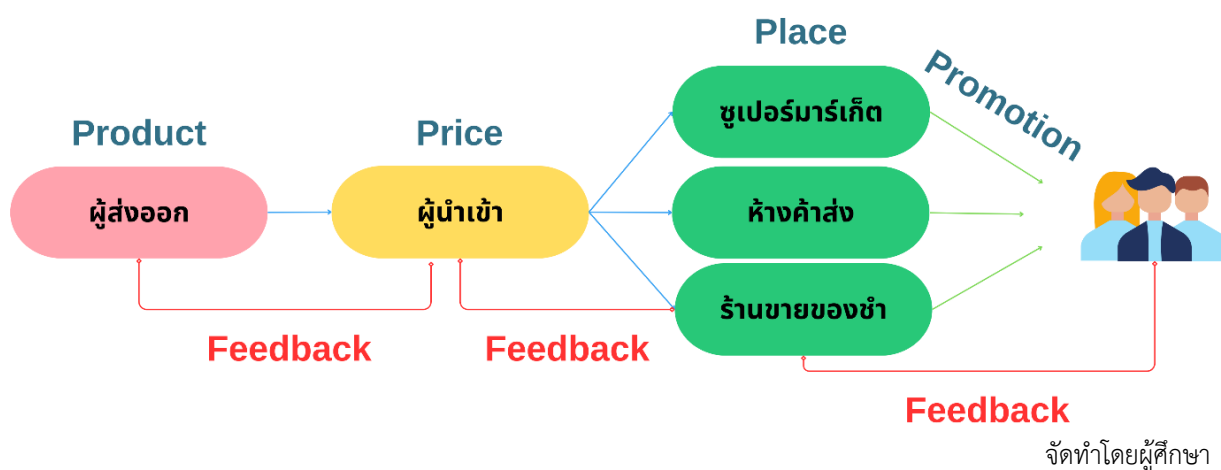 Place
Promotion
Product
Price
ซูเปอร์มาร์เก็ต
ผู้ส่งออก
ผู้นำเข้า
ห้างค้าส่ง
ร้านขายของชำ
Feedback
Feedback
Feedback
จัดทำโดยผู้ศึกษา